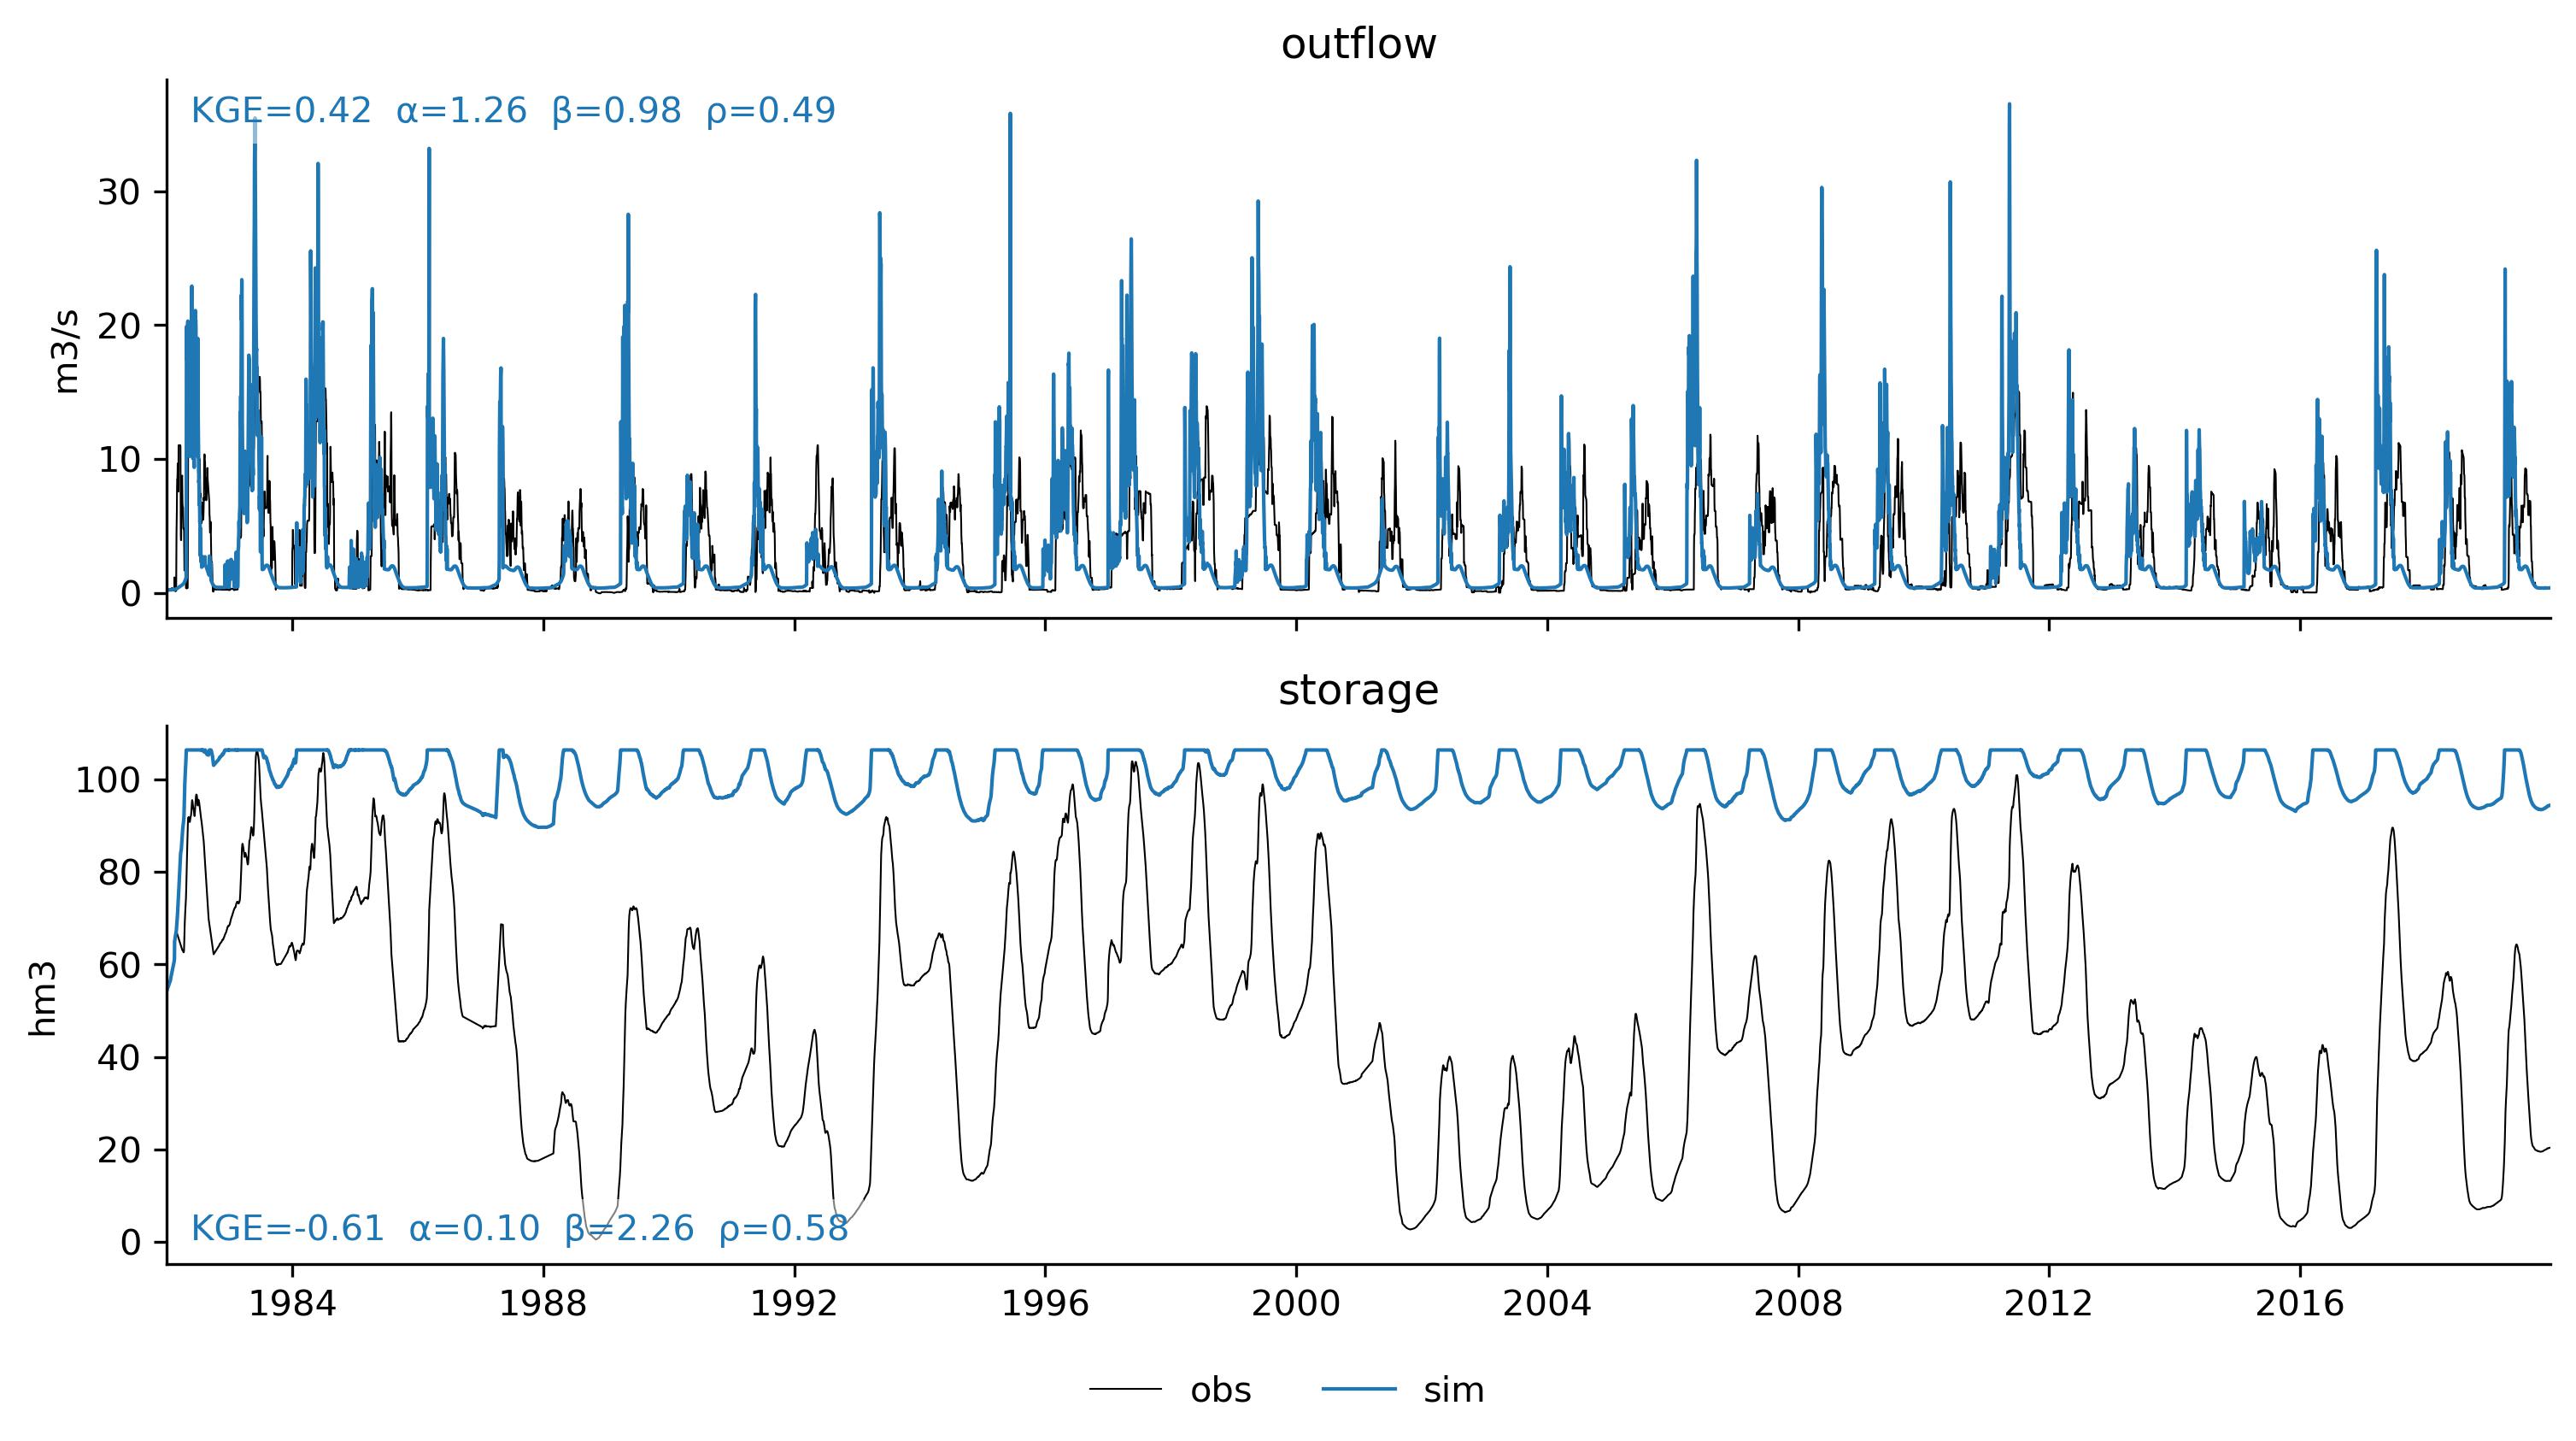 outflow
KGE=0.42 α=1.26 β=0.98 ρ=0.49
m3/s
30
20
10
0
storage
hm3
100
80
60
40
20
0
KGE=-0.61 α=0.10 β=2.26 ρ=0.58
1984 1988 1992 1996 2000 2004 2008 2012 2016
obs sim